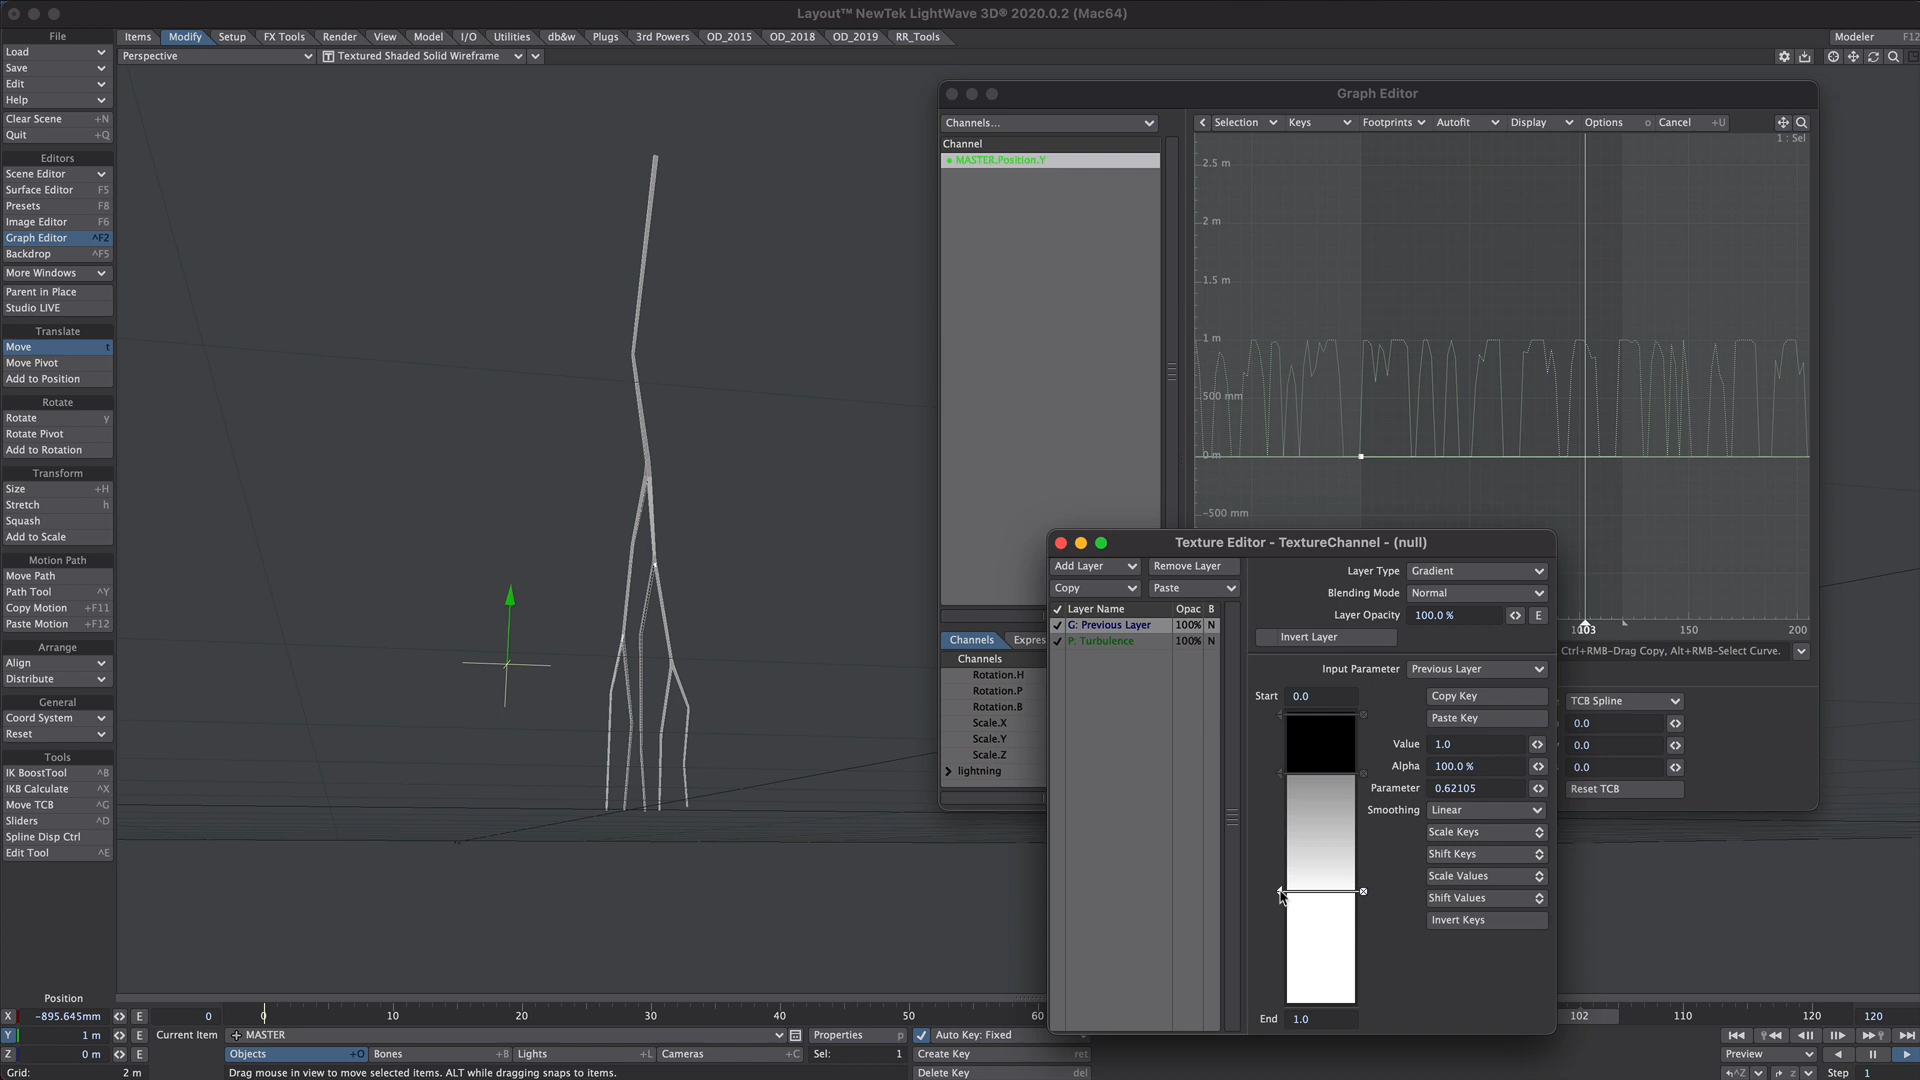 Layout™ NewTek LightWave 3D® 2020.0.2 (Mac64)
File
Items
Modify
Setup
FX Tools
Render
View
Model
I/O
Utilities
db&w
Plugs
3rd Powers
OD_2015
OD_2018
OD_2019
RR_Tools
Modeler F12
Load
Save
Edit
Help
Clear Scene +N
Quit +Q
Editors
Scene Editor
Surface Editor F5
Presets F8
Image Editor F6
Graph Editor ^F2
Backdrop ^F5
More Windows
Parent in Place
Studio LIVE
Translate
Move t
Move Pivot
Add to Position
Rotate
Rotate y
Rotate Pivot
Add to Rotation
Transform
Size +H
Stretch h
Squash
Add to Scale
Motion Path
Move Path
Path Tool ^Y
Copy Motion +F11
Paste Motion +F12
Arrange
Align
Distribute
General
Coord System
Reset
Tools
IK BoostTool ^B
IKB Calculate ^X
Move TCB ^G
Sliders ^D
Spline Disp Ctrl
Edit Tool ^E
Perspective
Textured Shaded Solid Wireframe
Graph Editor
Channels...
Channel
MASTER.Position.Y
Selection
Keys
Footprints
Autofit
Display
Options o
Cancel +U
1 : Sel
2.5 m
2 m
1.5 m
1 m
500 mm
0 m
-500 mm
103
150
200
Ctrl+RMB-Drag Copy, Alt+RMB-Select Curve.
TCB Spline
0.0
0.0
0.0
Reset TCB
Channels
Expres
Channels
Rotation.H
Rotation.P
Rotation.B
Scale.X
Scale.Y
Scale.Z
lightning
Texture Editor - TextureChannel - (null)
Add Layer
Remove Layer
Copy
Paste
Layer Name Opac B
G: Previous Layer 100% N
P: Turbulence 100% N
Layer Type Gradient
Blending Mode Normal
Layer Opacity 100.0 % E
Invert Layer
Input Parameter Previous Layer
Start 0.0
Copy Key
Paste Key
Value 1.0
Alpha 100.0 %
Parameter 0.62105
Smoothing Linear
Scale Keys
Shift Keys
Scale Values
Shift Values
Invert Keys
End 1.0
Position
X -895.645mm E
Y 1 m E
Z 0 m E
Grid: 2 m
0
0 10 20 30 40 50 60 102 110 120 120
Current Item MASTER
Properties p
Auto Key: Fixed
Objects +O
Bones +B
Lights +L
Cameras +C
Sel: 1
Create Key ret
Delete Key del
Drag mouse in view to move selected items. ALT while dragging snaps to items.
Preview
^Z
z
Step 1